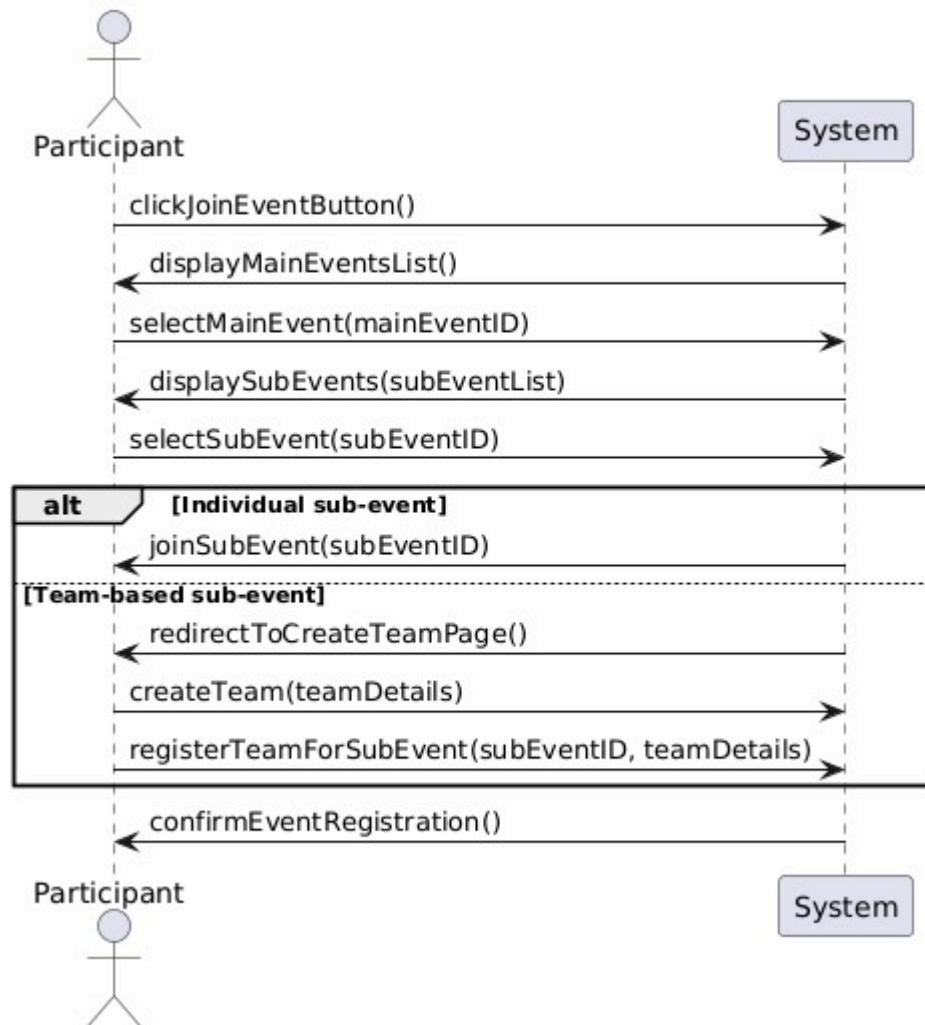 Participant
System
clickJoinEventButton()
displayMainEventsList()
selectMainEvent(mainEventID)
displaySubEvents(subEventList)
selectSubEvent(subEventID)
alt [Individual sub-event]
joinSubEvent(subEventID)
[Team-based sub-event]
redirectToCreateTeamPage()
createTeam(teamDetails)
registerTeamForSubEvent(subEventID, teamDetails)
confirmEventRegistration()
Participant
System